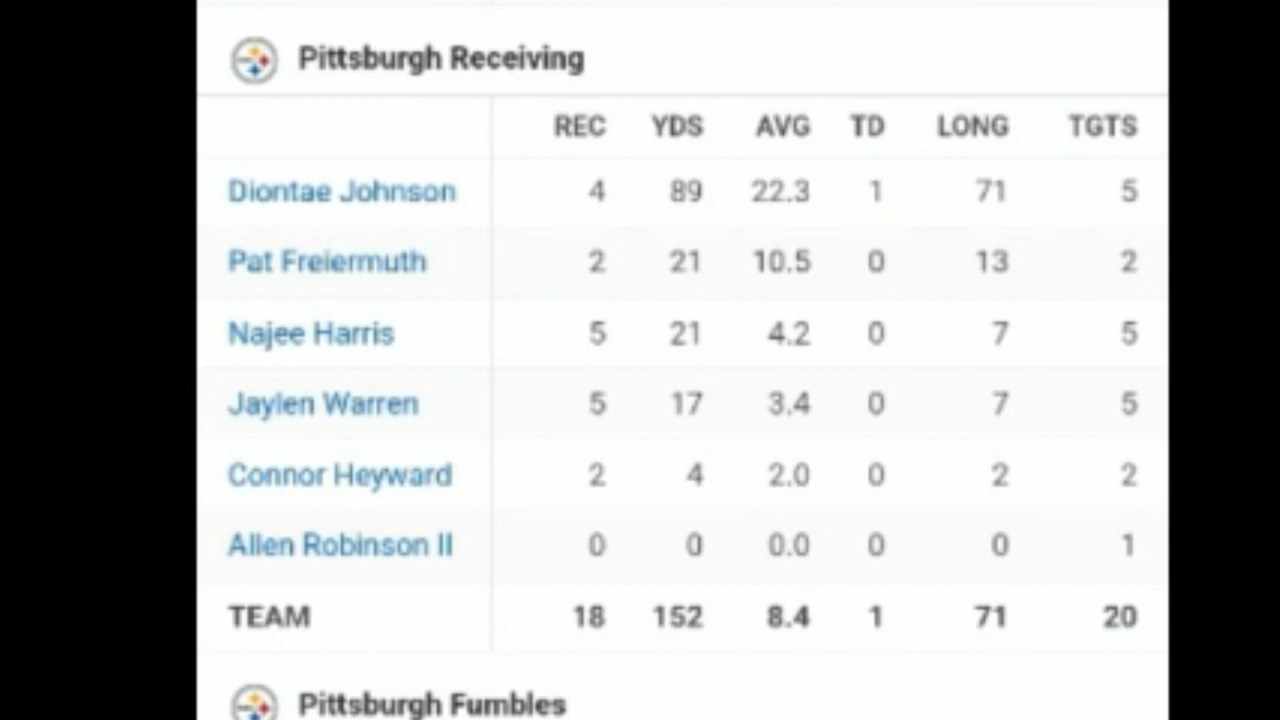 Pittsburgh Receiving
REC YDS AVG TD LONG TGTS
Diontae Johnson 4 89 22.3 1 71 5
Pat Freiermuth 2 21 10.5 0 13 2
Najee Harris 5 21 4.2 0 7 5
Jaylen Warren 5 17 3.4 0 7 5
Connor Heyward 2 4 2.0 0 2 2
Allen Robinson II 0 0 0.0 0 0 1
TEAM 18 152 8.4 1 71 20
Pittsburgh Fumbles